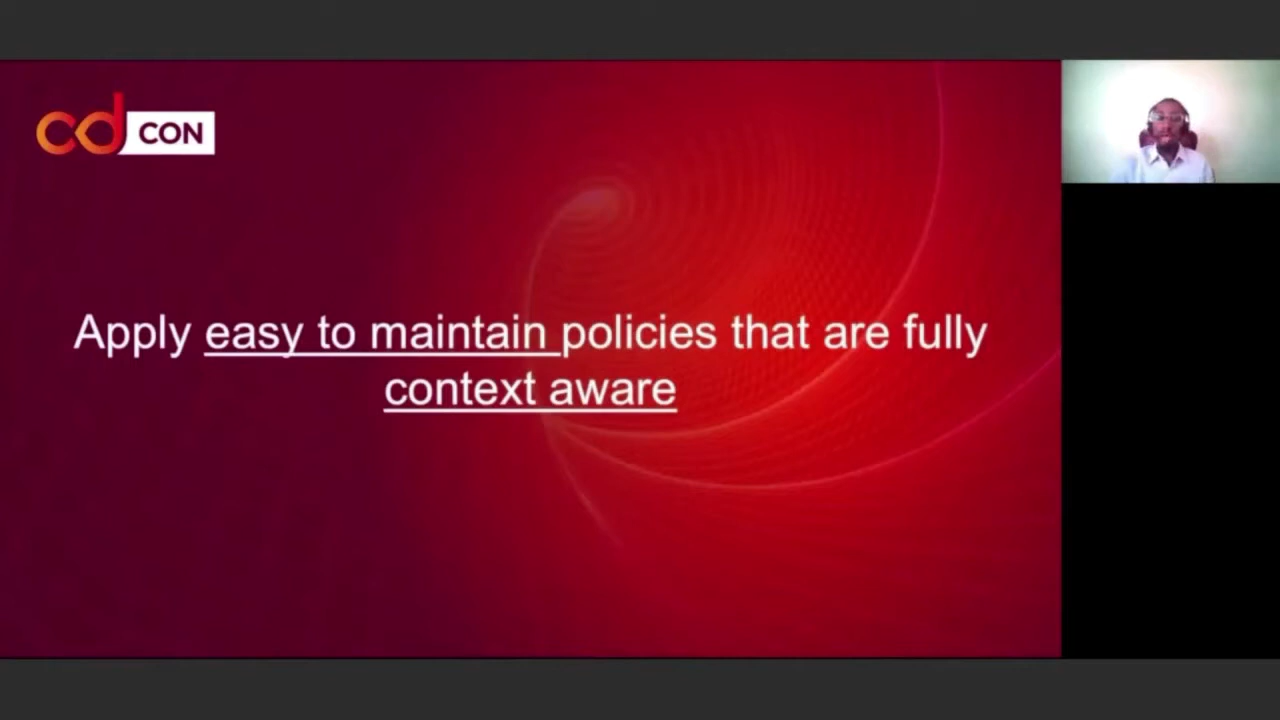 cd CON
Apply easy to maintain policies that are fully
context aware